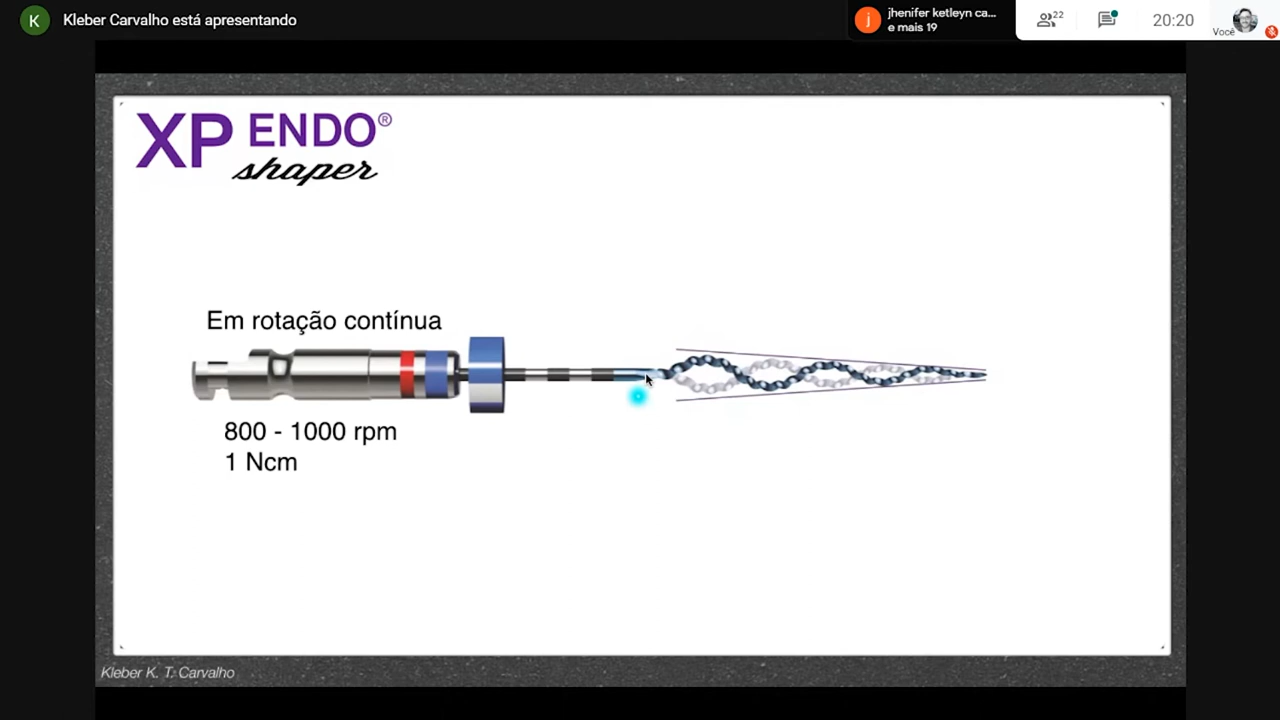 K
Kleber Carvalho está apresentando
j
jhenifer ketleyn ca...
e mais 19
22
20:20
Você
XP ENDO®
shaper
Em rotação contínua
800 - 1000 rpm
1 Ncm
Kleber K. T. Carvalho